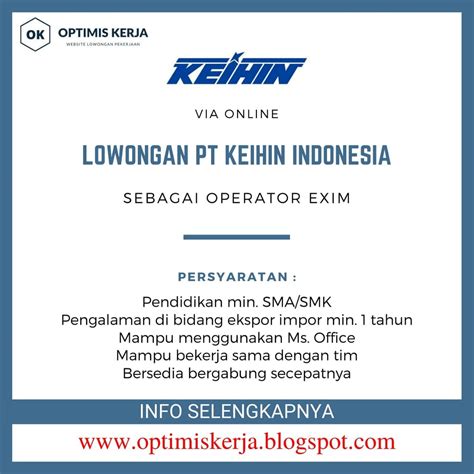 OK
OPTIMIS KERJA
WEBSITE LOWONGAN PEKERJAAN
KEIHIN
VIA ONLINE
LOWONGAN PT KEIHIN INDONESIA
SEBAGAI OPERATOR EXIM
PERSYARATAN :
Pendidikan min. SMA/SMK
Pengalaman di bidang ekspor impor min. 1 tahun
Mampu menggunakan Ms. Office
Mampu bekerja sama dengan tim
Bersedia bergabung secepatnya
INFO SELENGKAPNYA
www.optimiskerja.blogspot.com